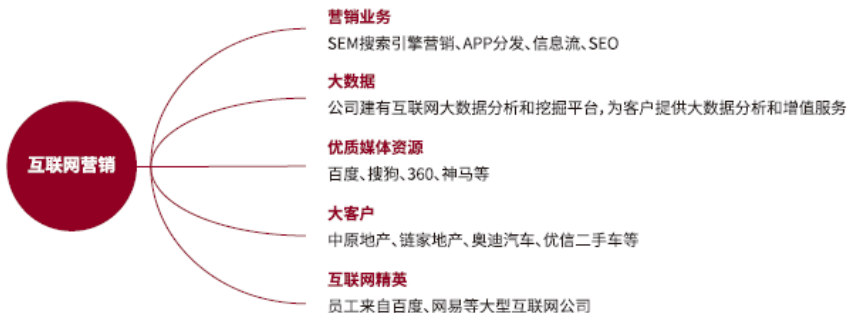 营销业务
SEM搜索引擎营销、APP分发、信息流、SEO
大数据
公司建有互联网大数据分析和挖掘平台，为客户提供大数据分析和增值服务
互联网营销
优质媒体资源
百度、搜狗、360、神马等
大客户
中原地产、链家地产、奥迪汽车、优信二手车等
互联网精英
员工来自百度、网易等大型互联网公司